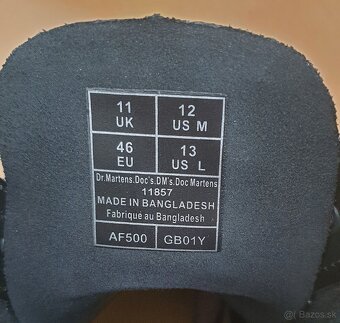 11 12
UK US M
46 13
EU US L
Dr.Martens.Doc's.DM's.Doc Martens
11857
MADE IN BANGLADESH
Fabriqué au Bangladesh
AF500 GB01Y
Bazos.sk